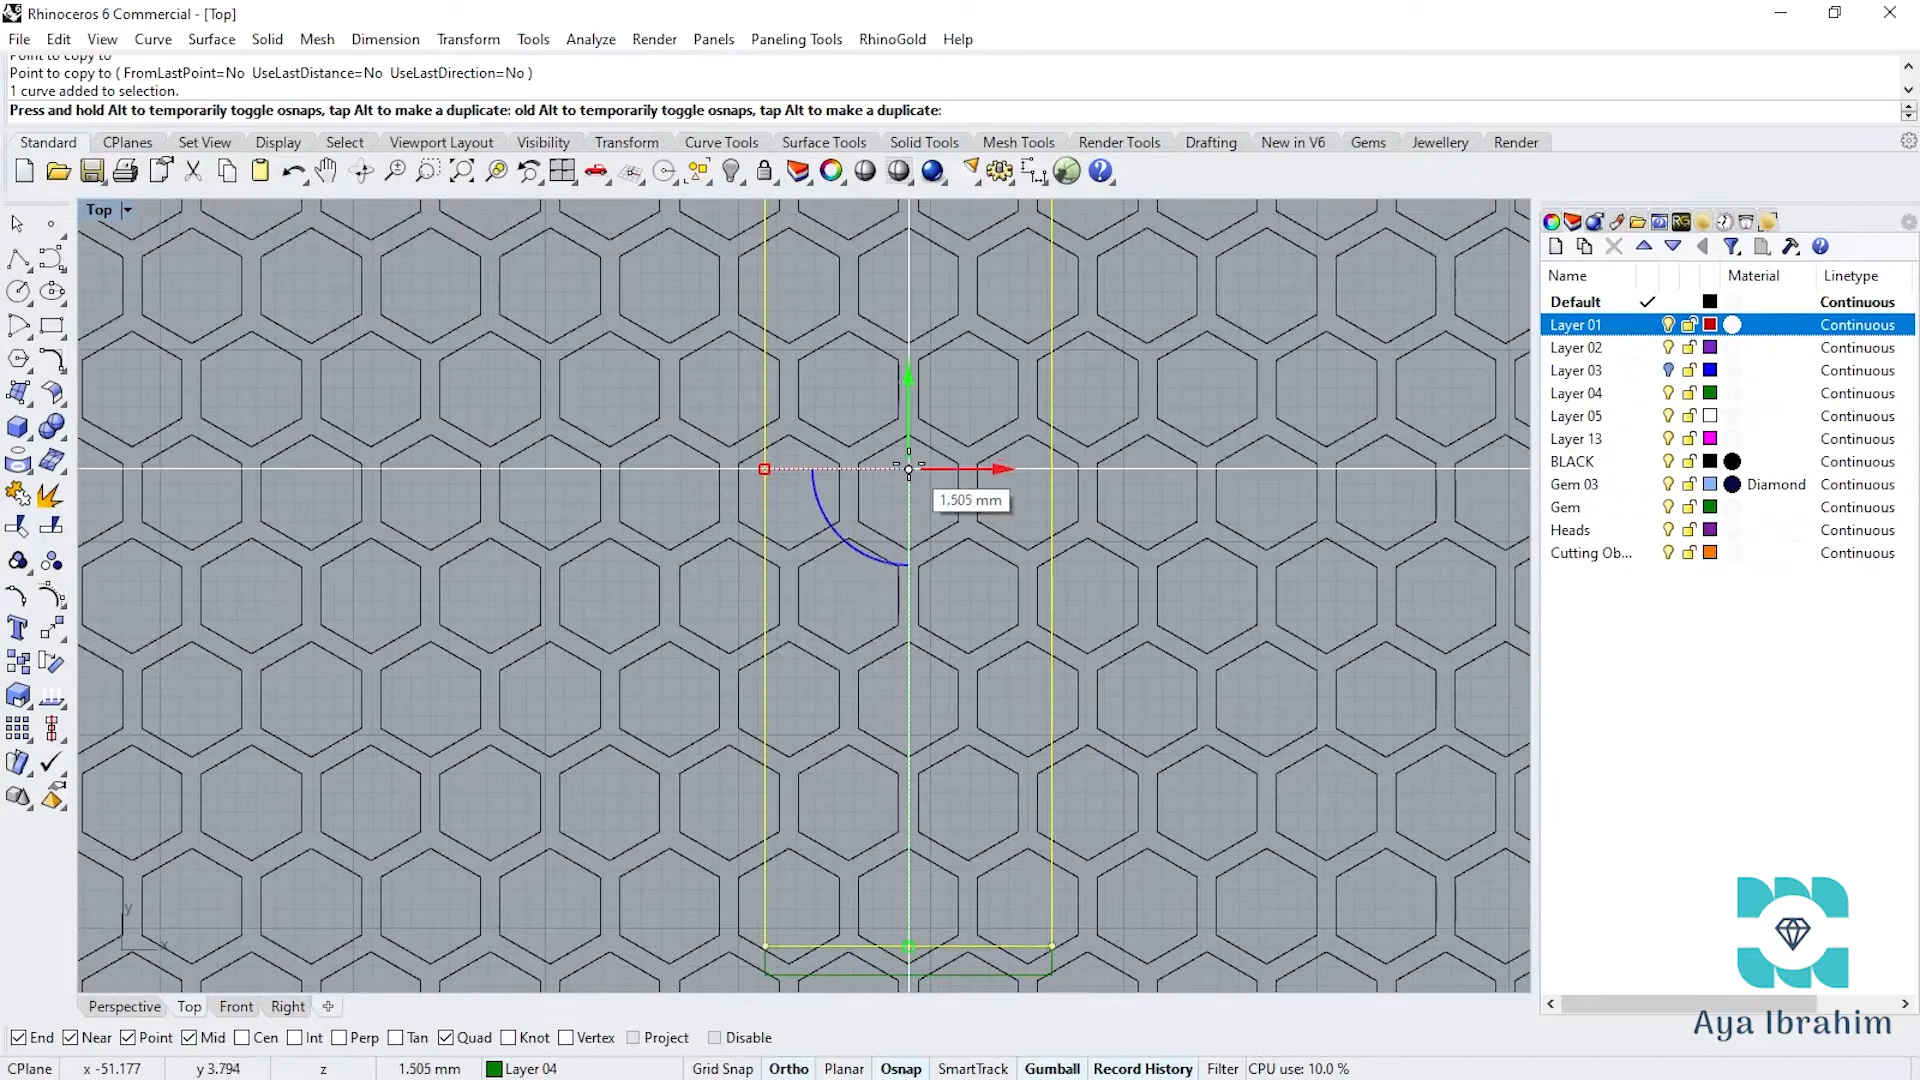 Rhinoceros 6 Commercial - [Top]
File Edit View Curve Surface Solid Mesh Dimension Transform Tools Analyze Render Panels Paneling Tools RhinoGold Help
Point to copy to
Point to copy to ( FromLastPoint=No UseLastDistance=No UseLastDirection=No )
1 curve added to selection.
Press and hold Alt to temporarily toggle osnaps, tap Alt to make a duplicate: old Alt to temporarily toggle osnaps, tap Alt to make a duplicate:
Standard CPlanes Set View Display Select Viewport Layout Visibility Transform Curve Tools Surface Tools Solid Tools Mesh Tools Render Tools Drafting New in V6 Gems Jewellery Render
Top
Name Material Linetype
Default Continuous
Layer 01 Continuous
Layer 02 Continuous
Layer 03 Continuous
Layer 04 Continuous
Layer 05 Continuous
Layer 13 Continuous
BLACK Continuous
Gem 03 Diamond Continuous
Gem Continuous
Heads Continuous
Cutting Ob... Continuous
1.505 mm
y
x
Aya Ibrahim
Perspective Top Front Right
End Near Point Mid Cen Int Perp Tan Quad Knot Vertex Project Disable
CPlane x -51.177 y 3.794 z 1.505 mm Layer 04 Grid Snap Ortho Planar Osnap SmartTrack Gumball Record History Filter CPU use: 10.0 %